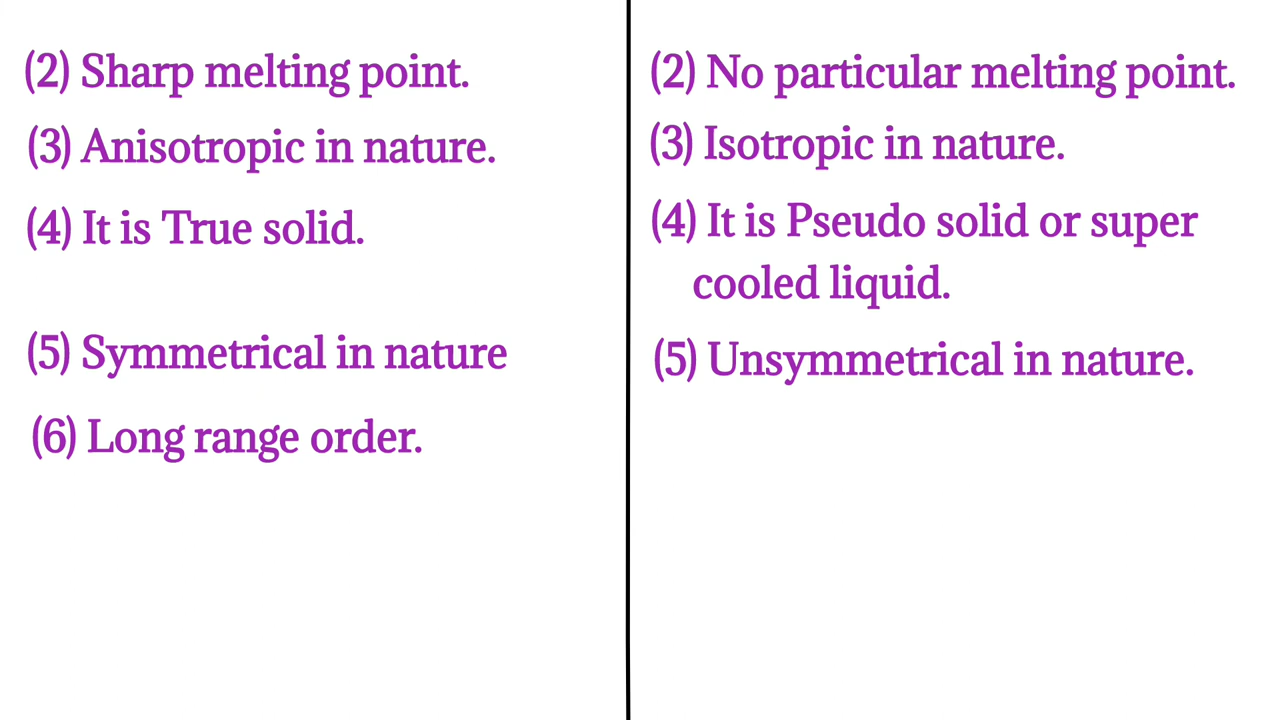 (2) Sharp melting point.
(3) Anisotropic in nature.
(4) It is True solid.
(5) Symmetrical in nature
(6) Long range order.
(2) No particular melting point.
(3) Isotropic in nature.
(4) It is Pseudo solid or super
cooled liquid.
(5) Unsymmetrical in nature.